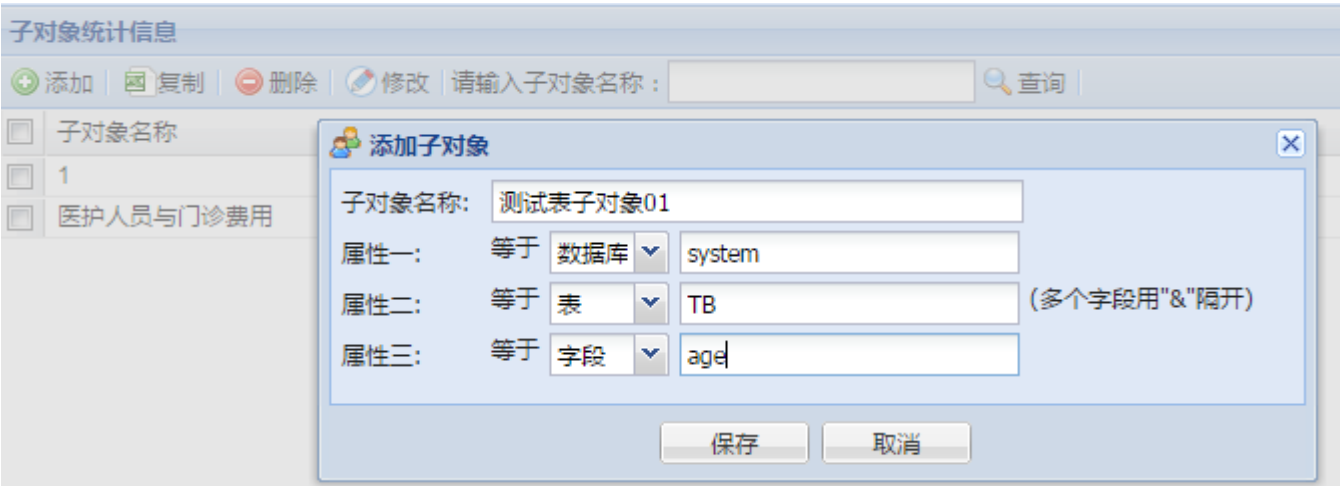 子对象统计信息
添加 复制 删除 修改 请输入子对象名称： 查询
子对象名称
1
医护人员与门诊费用
添加子对象
子对象名称: 测试表子对象01
属性一: 等于 数据库 system
属性二: 等于 表 TB (多个字段用"&"隔开)
属性三: 等于 字段 age
保存 取消